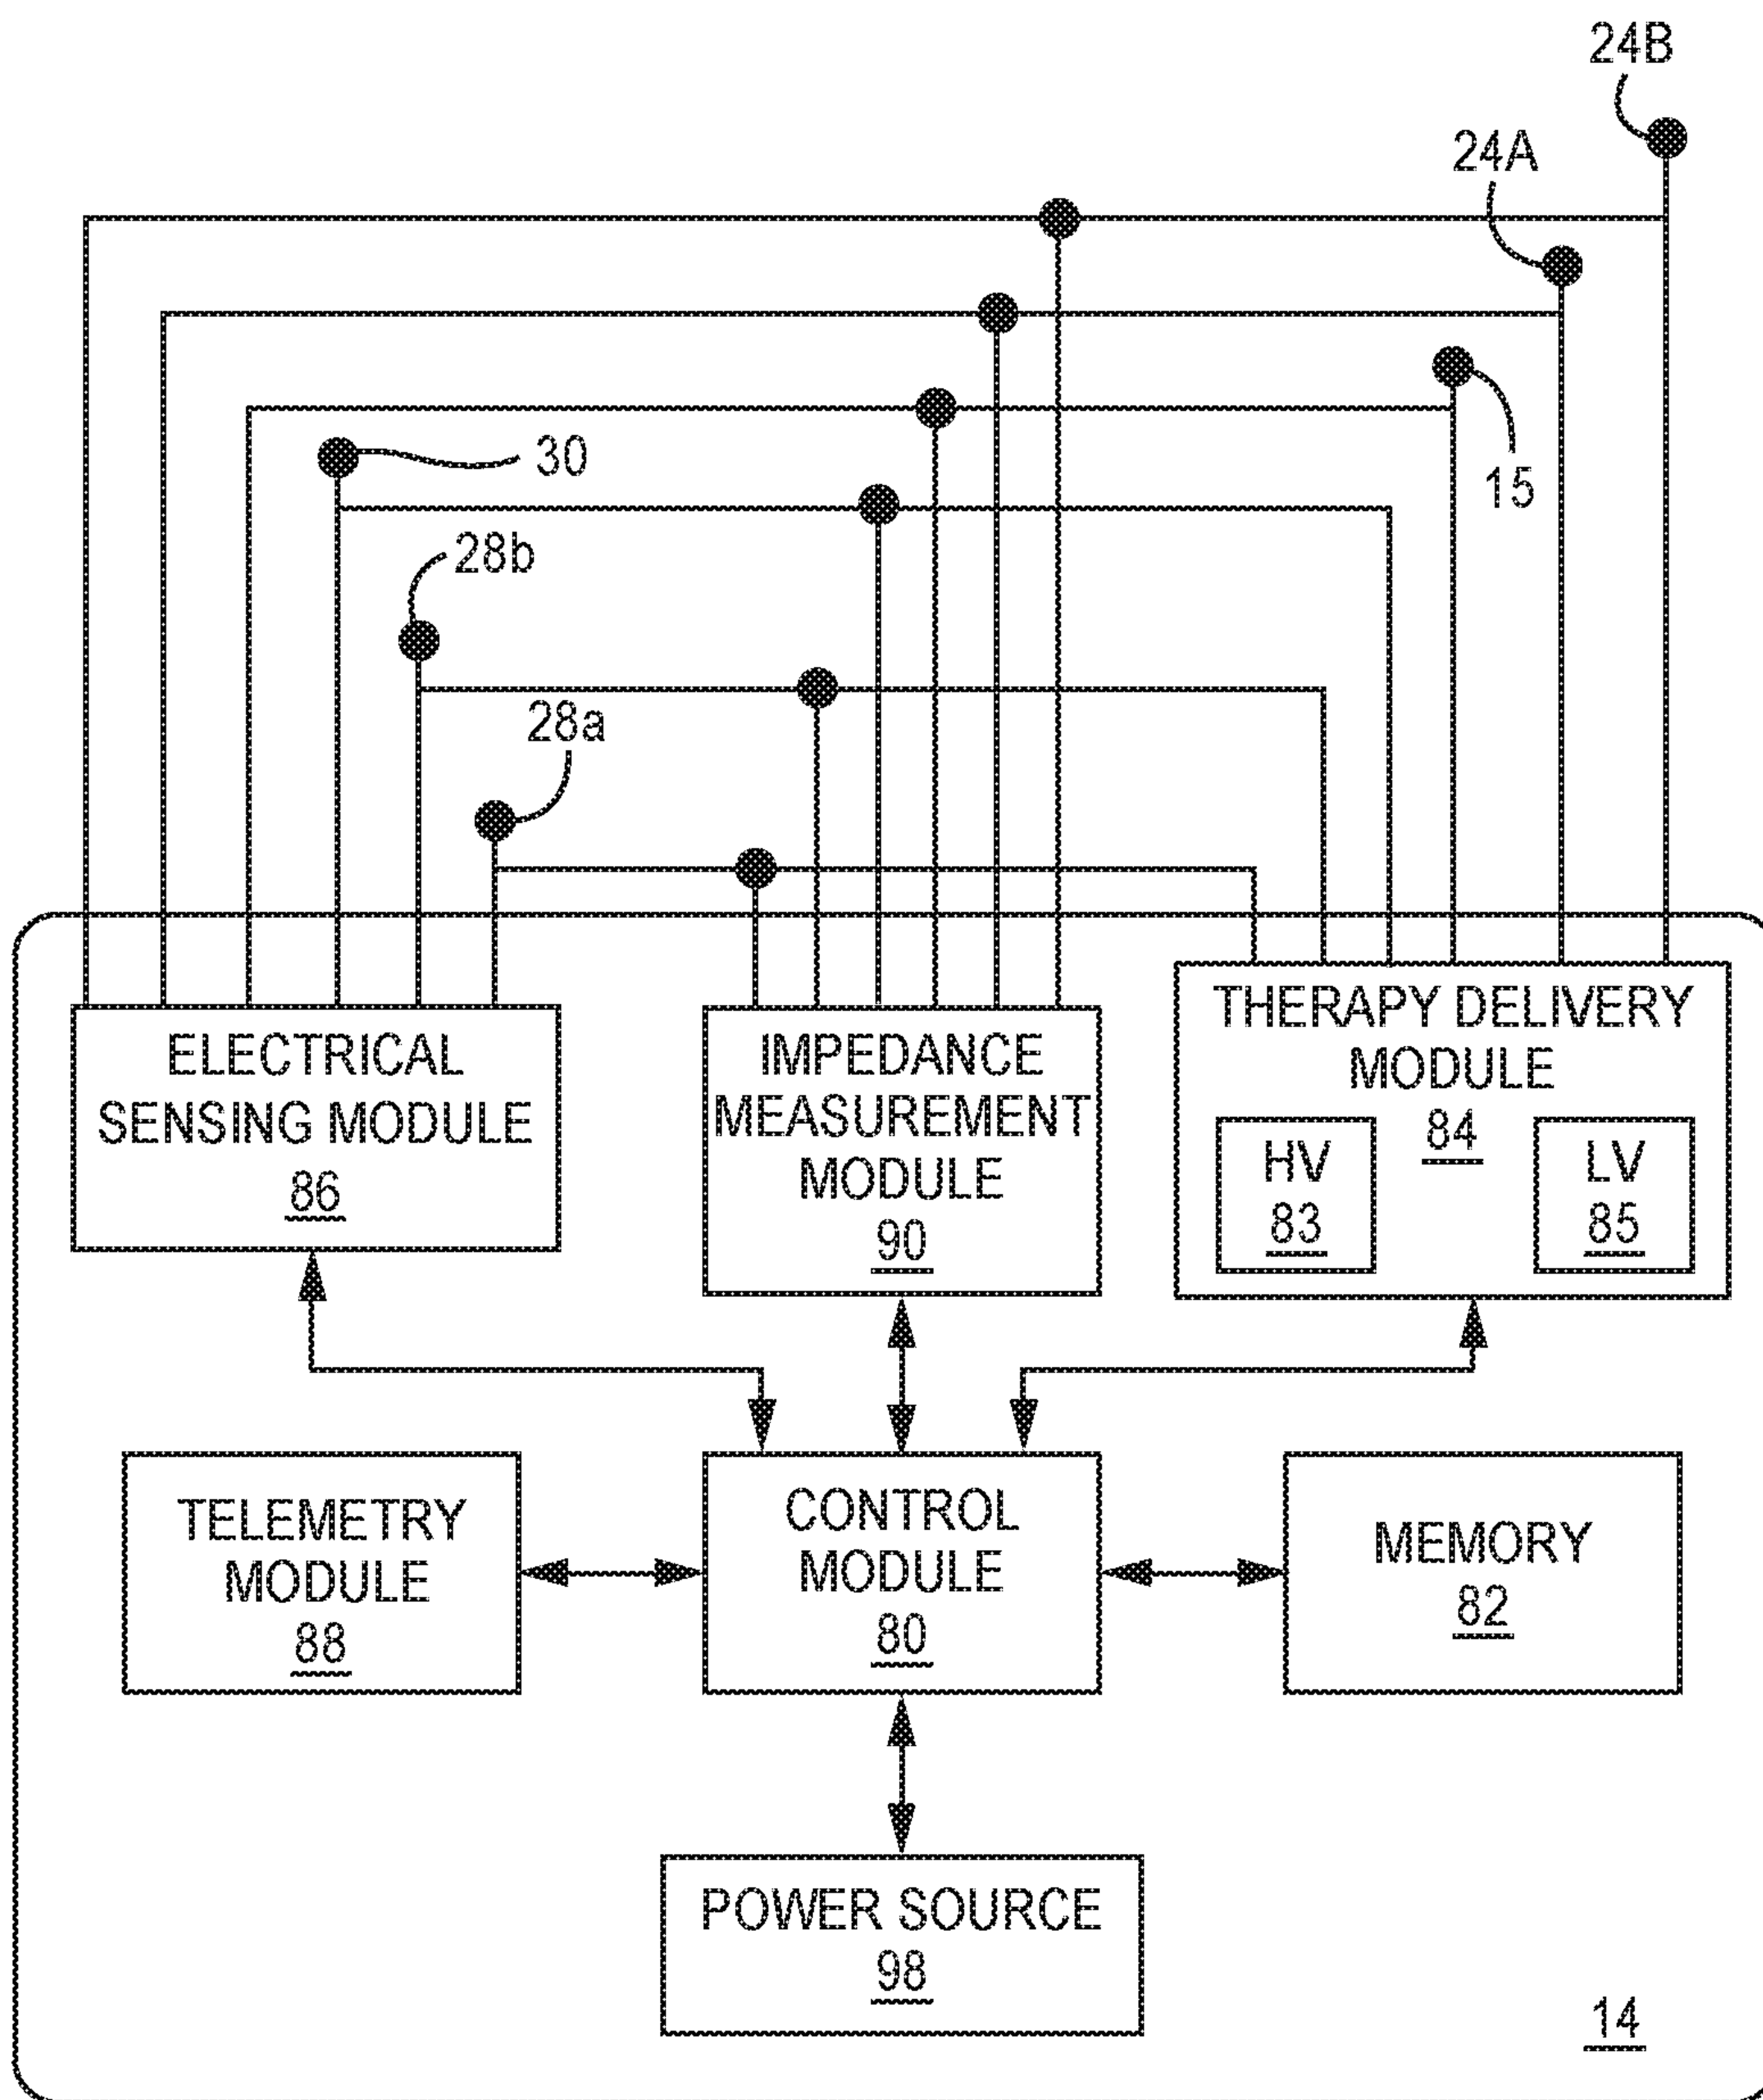 24B
24A
30
15
28b
28a
ELECTRICAL
SENSING MODULE
86
IMPEDANCE
MEASUREMENT
MODULE
90
THERAPY DELIVERY
MODULE
84
HV
83
LV
85
TELEMETRY
MODULE
88
CONTROL
MODULE
80
MEMORY
82
POWER SOURCE
98
14